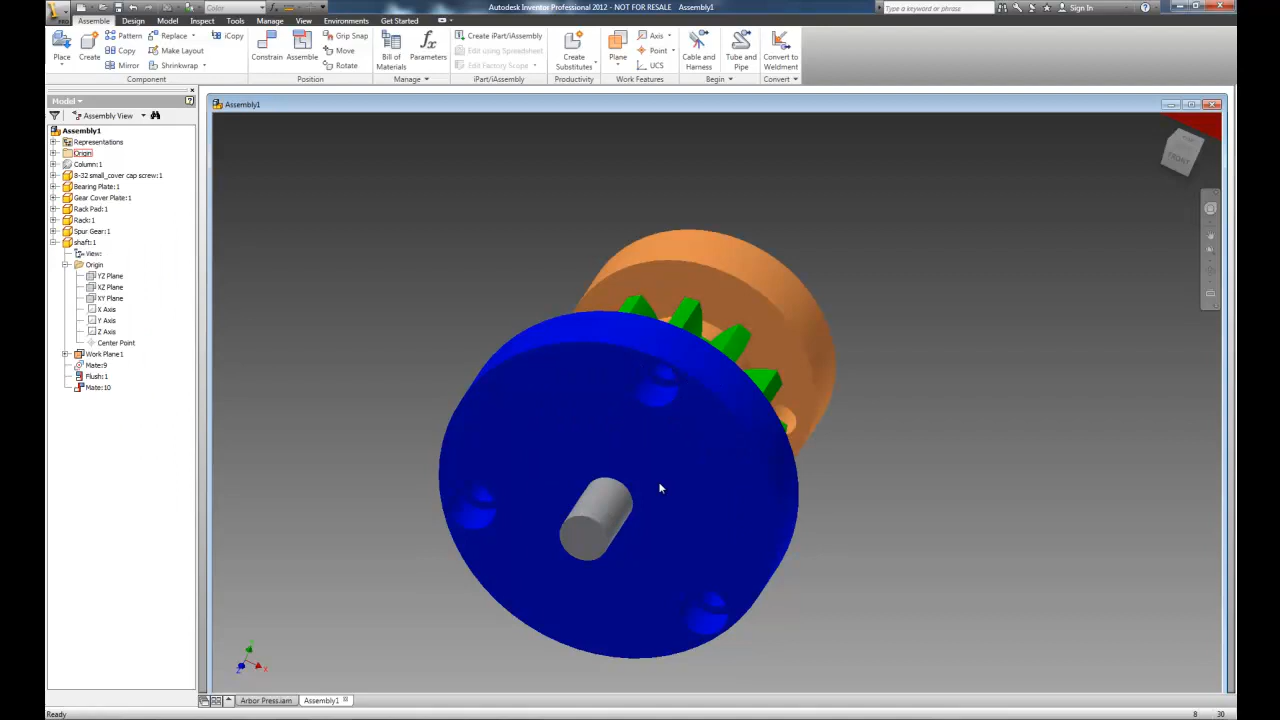 Autodesk Inventor Professional 2012 - NOT FOR RESALE Assembly1
Type a keyword or phrase
Sign In
Color
PRO
Assemble Design Model Inspect Tools Manage View Environments Get Started
Place
Create
Pattern
Copy
Mirror
Replace
Make Layout
Shrinkwrap
iCopy
Component
Constrain
Assemble
Grip Snap
Move
Rotate
Position
Bill of
Materials
Parameters
Manage
Create iPart/iAssembly
Edit using Spreadsheet
Edit Factory Scope
iPart/iAssembly
Create
Substitutes
Productivity
Plane
Axis
Point
UCS
Work Features
Cable and
Harness
Tube and
Pipe
Begin
Convert to
Weldment
Convert
Model
Assembly View
Assembly1
Representations
Origin
Column:1
8-32 small_cover cap screw:1
Bearing Plate:1
Gear Cover Plate:1
Rack Pad:1
Rack:1
Spur Gear:1
shaft:1
View:
Origin
YZ Plane
XZ Plane
XY Plane
X Axis
Y Axis
Z Axis
Center Point
Work Plane1
Mate:9
Flush:1
Mate:10
Assembly1
FRONT
X
Z
Arbor Press.iam
Assembly1
Ready
8 30